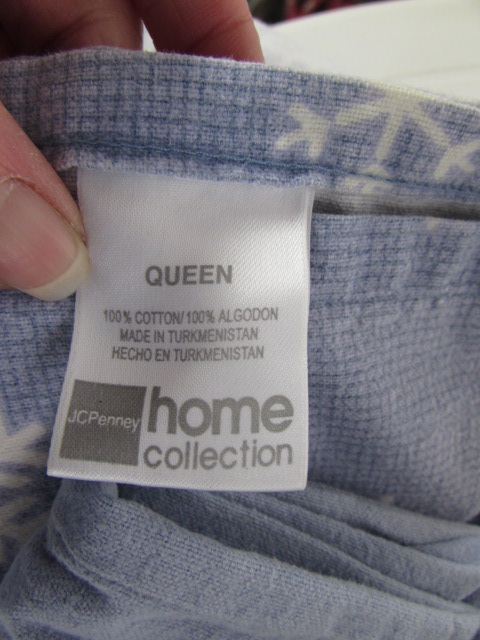 QUEEN
100% COTTON/100% ALGODON
MADE IN TURKMENISTAN
HECHO EN TURKMENISTAN
JCPenney home
collection